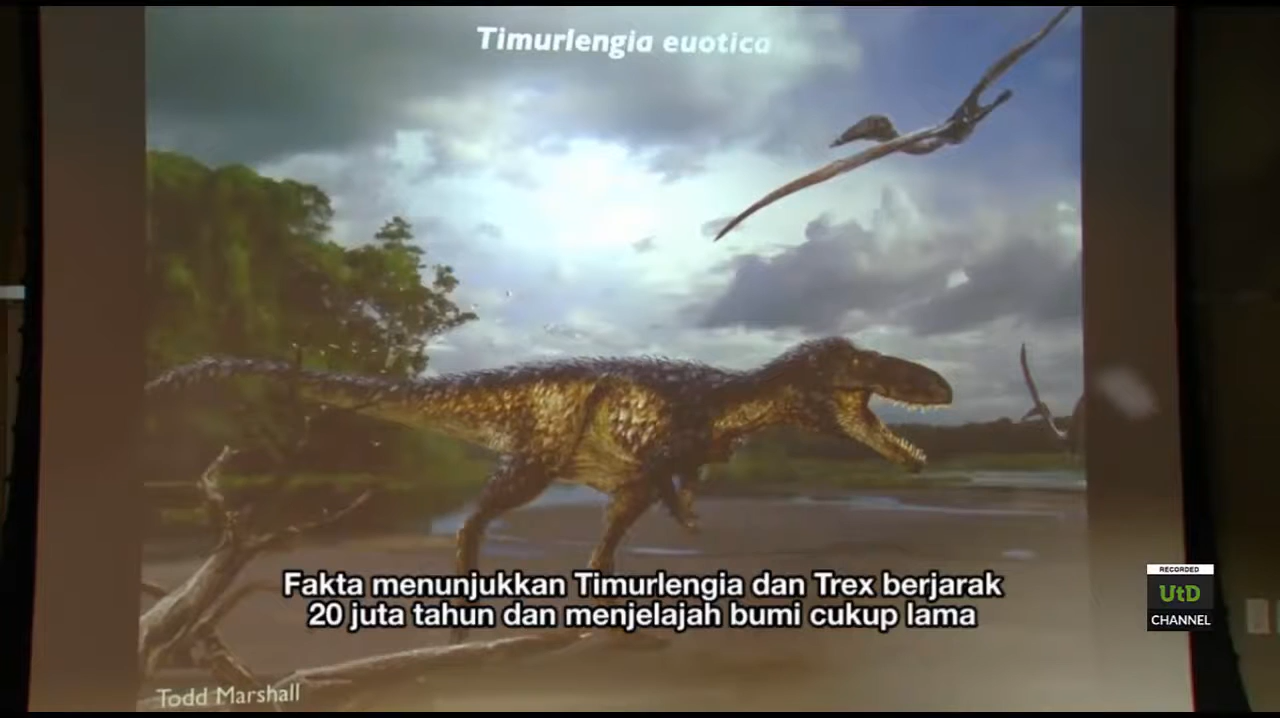 Timurlengia euotica
Fakta menunjukkan Timurlengia dan Trex berjarak
20 juta tahun dan menjelajah bumi cukup lama
RECORDED
UtD
CHANNEL
Todd Marshall